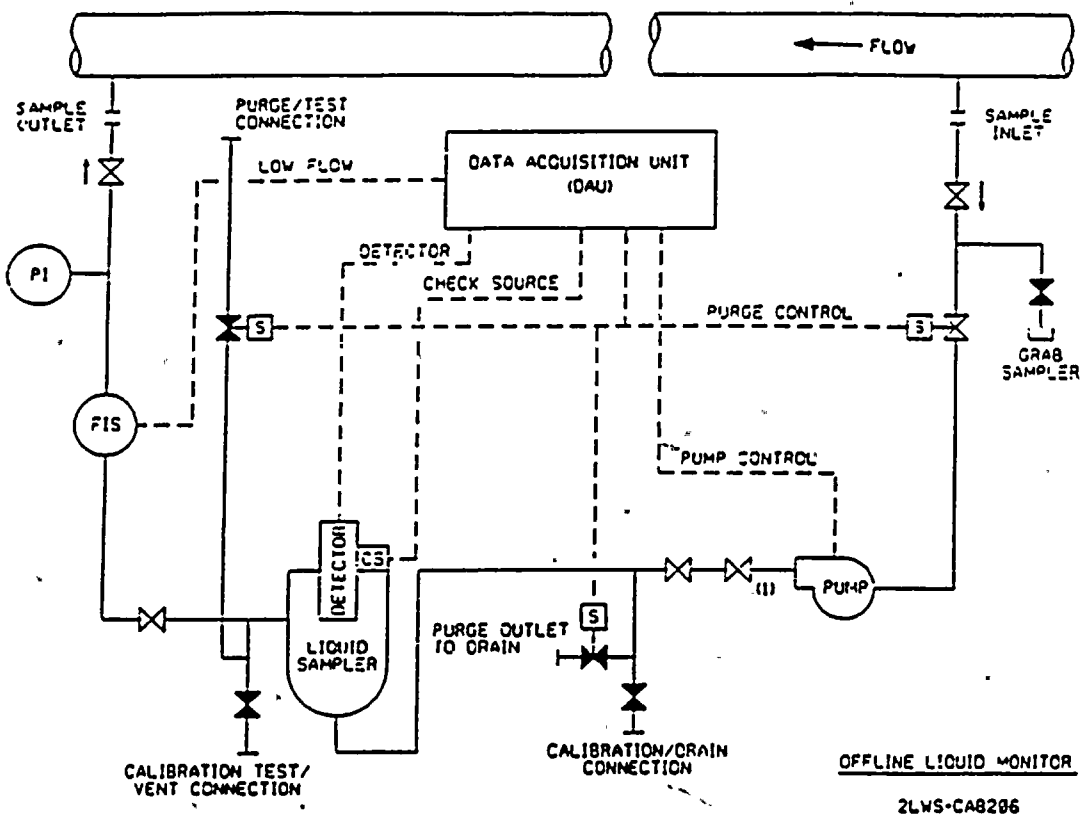 FLOW
SAMPLE
OUTLET
PURGE/TEST
CONNECTION
SAMPLE
INLET
LOW FLOW
DATA ACQUISITION UNIT
(DAU)
DETECTOR
CHECK SOURCE
PI
S
PURGE CONTROL
S
GRAB
SAMPLER
FIS
PUMP CONTROL
DETECTOR
CS
PUMP
(1)
S
PURGE OUTLET
TO DRAIN
LIQUID
SAMPLER
CALIBRATION TEST/
VENT CONNECTION
CALIBRATION/DRAIN
CONNECTION
OFFLINE LIQUID MONITOR
2LWS-CAB206